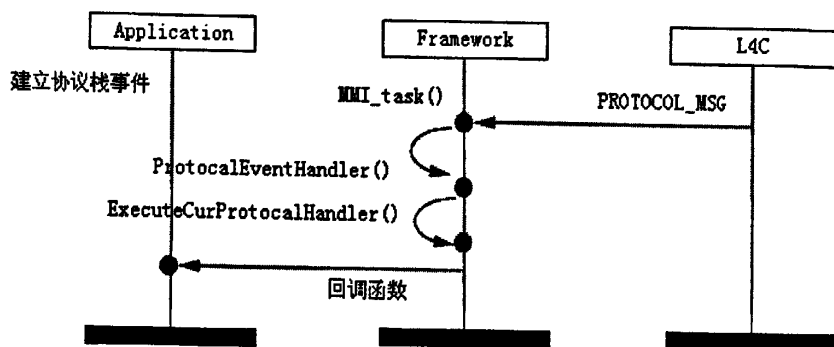 Application
Framework
L4C
建立协议栈事件
MMI_task()
PROTOCOL_MSG
ProtocalEventHandler()
ExecuteCurProtocalHandler()
回调函数